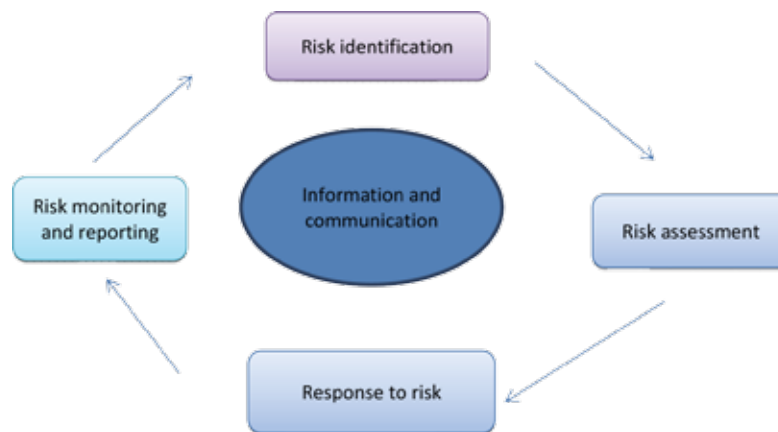 Risk identification
Information and
communication
Risk monitoring
and reporting
Risk assessment
Response to risk